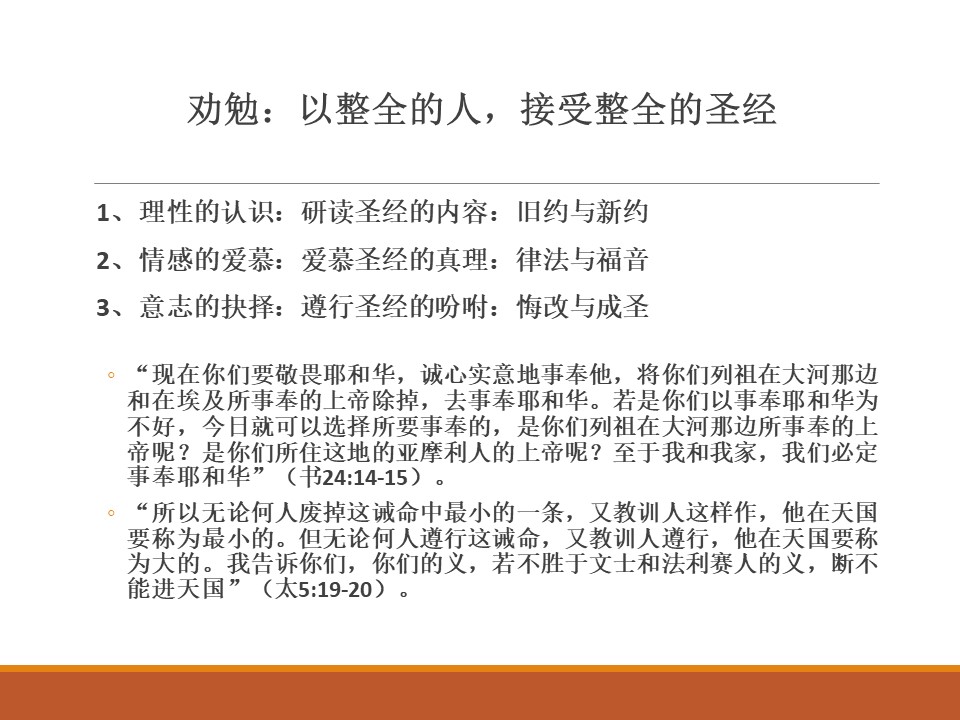 劝勉：以整全的人，接受整全的圣经
1、理性的认识：研读圣经的内容：旧约与新约
2、情感的爱慕：爱慕圣经的真理：律法与福音
3、意志的抉择：遵行圣经的吩咐：悔改与成圣
◦ “现在你们要敬畏耶和华，诚心实意地事奉他，将你们列祖在大河那边
和在埃及所事奉的上帝除掉，去事奉耶和华。若是你们以事奉耶和华为
不好，今日就可以选择所要事奉的，是你们列祖在大河那边所事奉的上
帝呢？是你们所住这地的亚摩利人的上帝呢？至于我和我家，我们必定
事奉耶和华”（书24:14-15）。
◦ “所以无论何人废掉这诫命中最小的一条，又教训人这样作，他在天国
要称为最小的。但无论何人遵行这诫命，又教训人遵行，他在天国要称
为大的。我告诉你们，你们的义，若不胜于文士和法利赛人的义，断不
能进天国”（太5:19-20）。